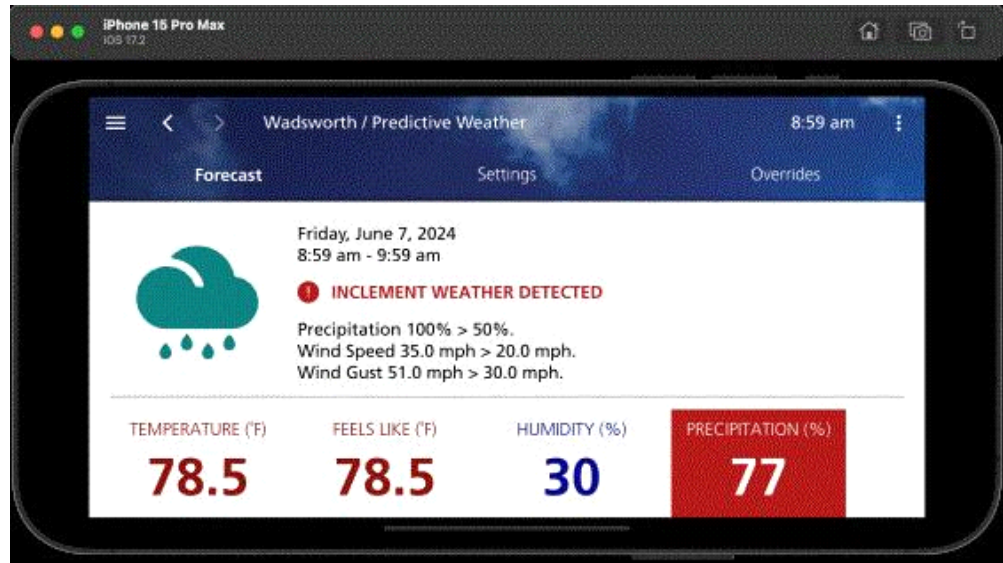 iPhone 15 Pro Max
iOS 17.2
Wadsworth / Predictive Weather
8:59 am
Forecast
Settings
Overrides
Friday, June 7, 2024
8:59 am - 9:59 am
INCLEMENT WEATHER DETECTED
Precipitation 100% > 50%.
Wind Speed 35.0 mph > 20.0 mph.
Wind Gust 51.0 mph > 30.0 mph.
TEMPERATURE (°F)
FEELS LIKE (°F)
HUMIDITY (%)
PRECIPITATION (%)
78.5
78.5
30
77